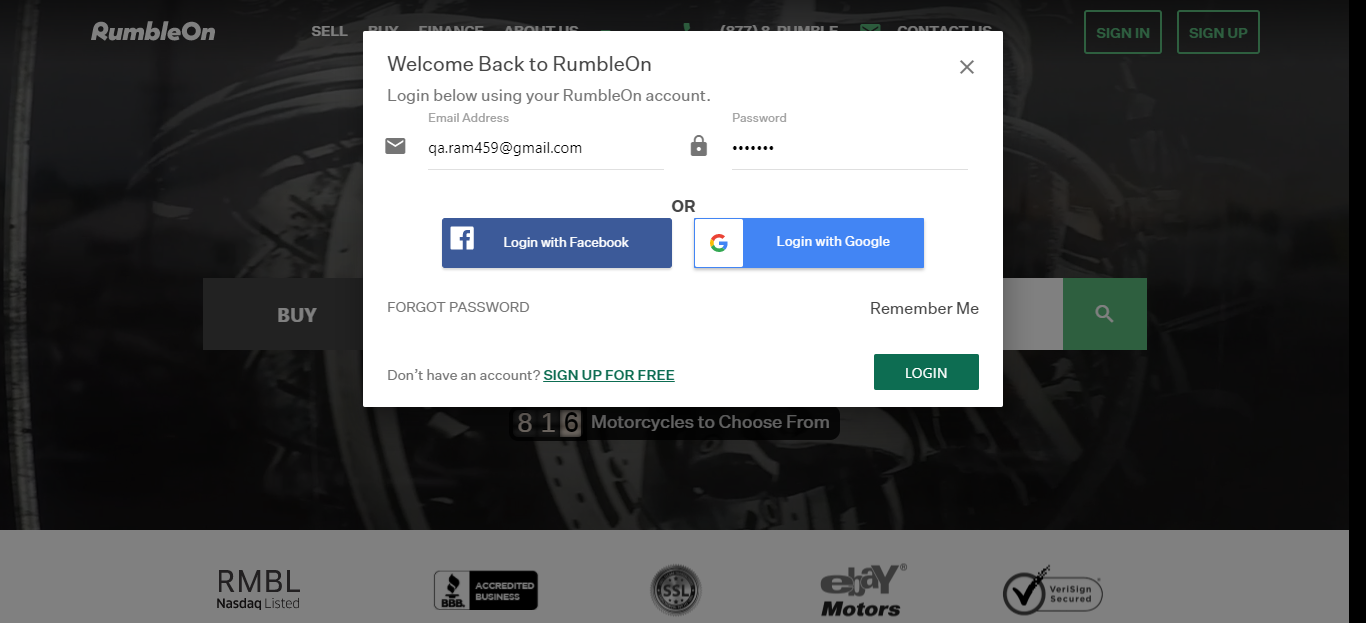 RumbleOn SELL BUY FINANCE ABOUT US (877) 8-RUMBLE CONTACT US SIGN IN SIGN UP
Welcome Back to RumbleOn
Login below using your RumbleOn account.
Email Address Password
qa.ram459@gmail.com •••••••
OR
Login with Facebook Login with Google
FORGOT PASSWORD Remember Me
BUY
Don't have an account? SIGN UP FOR FREE LOGIN
816 Motorcycles to Choose From
RMBL
Nasdaq Listed
BBB.
ACCREDITED
BUSINESS
SSL
ebay®
Motors
VeriSign
Secured